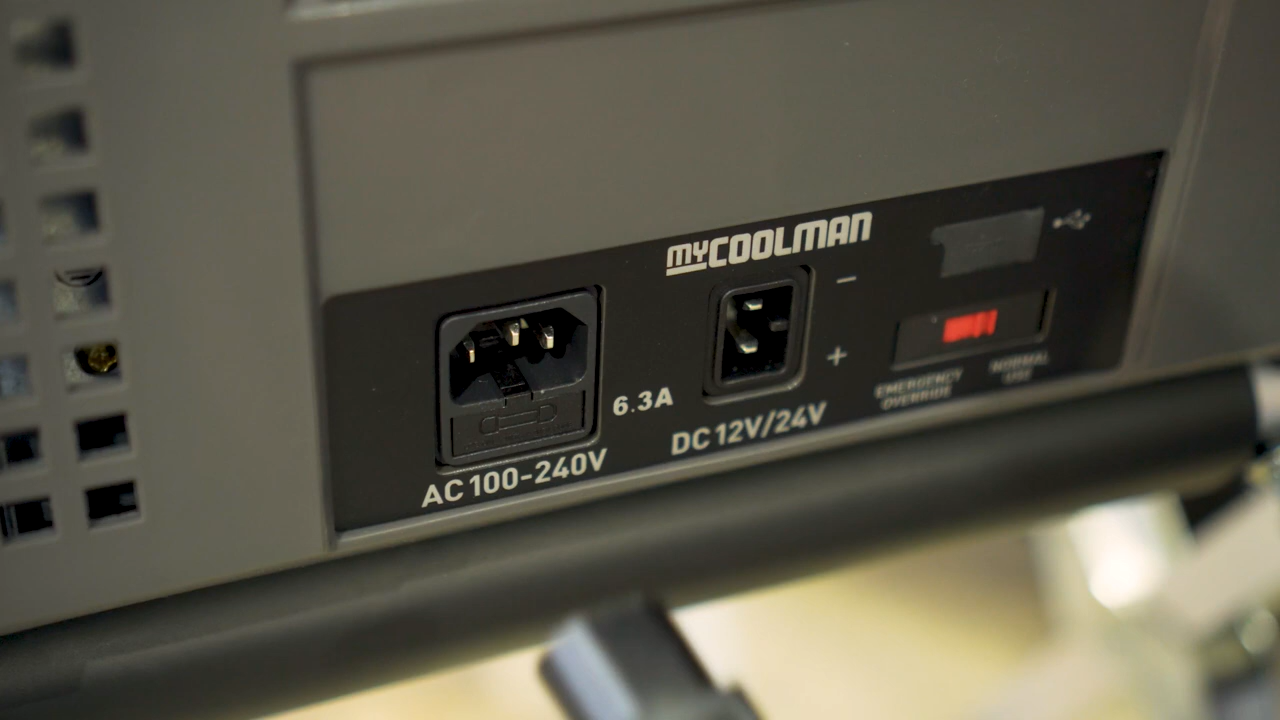 myCOOLMAN
6.3A
AC 100-240V
DC 12V/24V
−
+
EMERGENCY
OVERRIDE
NORMAL
USE